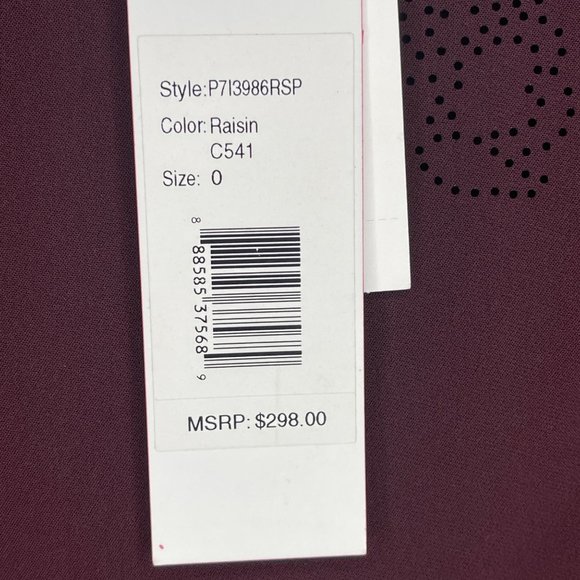 Style:P7I3986RSP
Color:Raisin
C541
Size: 0
8 88585 37568 9
MSRP: $298.00